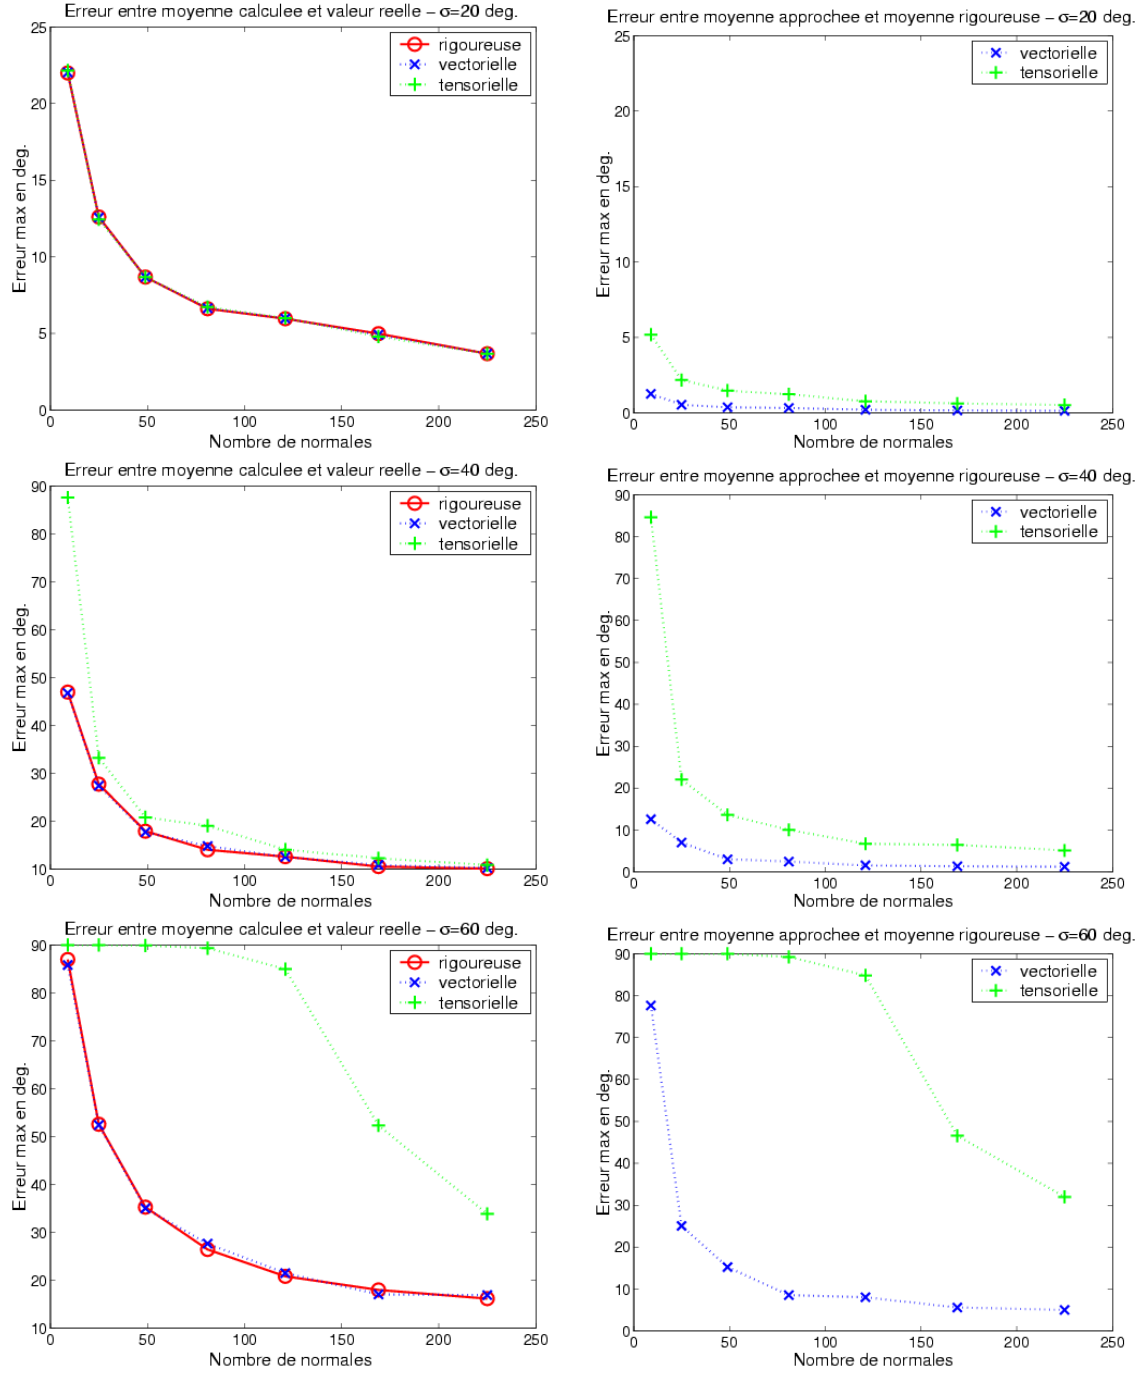 Erreur entre moyenne calculee et valeur reelle – σ=20 deg.
25
20
15
10
5
0
Erreur max en deg.
0 50 100 150 200 250
Nombre de normales
rigoureuse
vectorielle
tensorielle
Erreur entre moyenne approchee et moyenne rigoureuse – σ=20 deg.
25
20
15
10
5
0
Erreur max en deg.
0 50 100 150 200 250
Nombre de normales
vectorielle
tensorielle
Erreur entre moyenne calculee et valeur reelle – σ=40 deg.
90
80
70
60
50
40
30
20
10
Erreur max en deg.
0 50 100 150 200 250
Nombre de normales
rigoureuse
vectorielle
tensorielle
Erreur entre moyenne approchee et moyenne rigoureuse – σ=40 deg.
90
80
70
60
50
40
30
20
10
0
Erreur max en deg.
0 50 100 150 200 250
Nombre de normales
vectorielle
tensorielle
Erreur entre moyenne calculee et valeur reelle – σ=60 deg.
90
80
70
60
50
40
30
20
10
Erreur max en deg.
0 50 100 150 200 250
Nombre de normales
rigoureuse
vectorielle
tensorielle
Erreur entre moyenne approchee et moyenne rigoureuse – σ=60 deg.
90
80
70
60
50
40
30
20
10
0
Erreur max en deg.
0 50 100 150 200 250
Nombre de normales
vectorielle
tensorielle